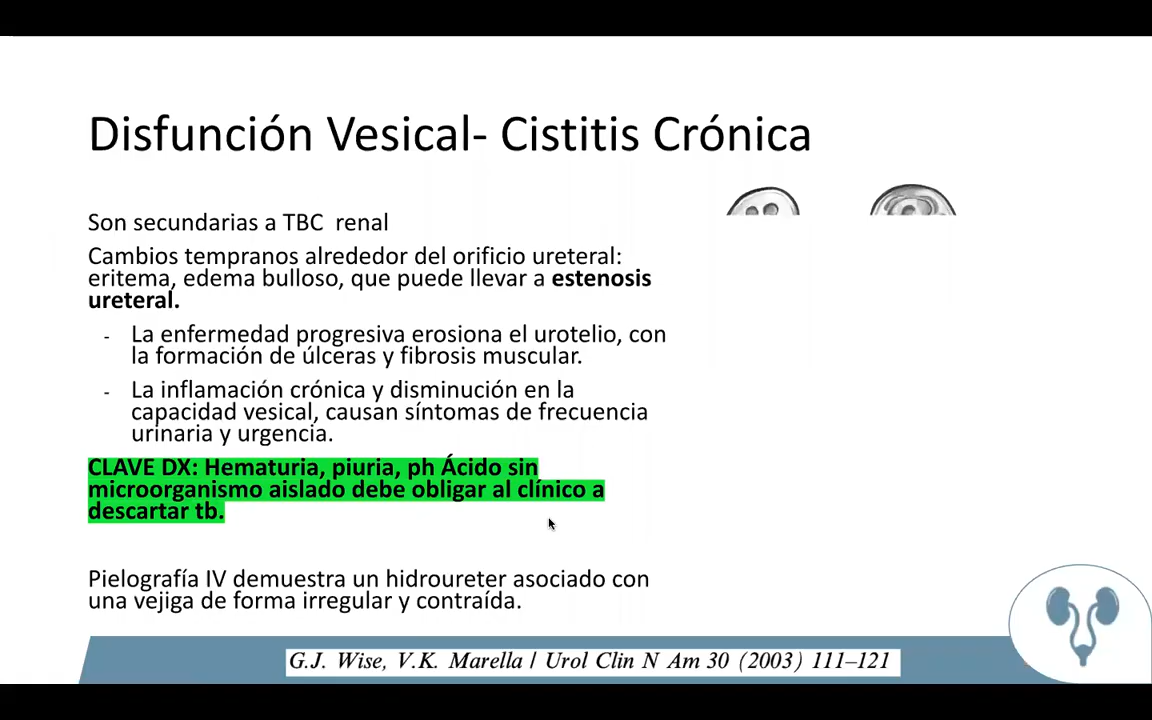 Disfunción Vesical- Cistitis Crónica
Son secundarias a TBC renal
Cambios tempranos alrededor del orificio ureteral:
eritema, edema bulloso, que puede llevar a estenosis
ureteral.
- La enfermedad progresiva erosiona el urotelio, con
la formación de úlceras y fibrosis muscular.
- La inflamación crónica y disminución en la
capacidad vesical, causan síntomas de frecuencia
urinaria y urgencia.
CLAVE DX: Hematuria, piuria, ph Ácido sin
microorganismo aislado debe obligar al clínico a
descartar tb.
Pielografía IV demuestra un hidroureter asociado con
una vejiga de forma irregular y contraída.
G.J. Wise, V.K. Marella / Urol Clin N Am 30 (2003) 111–121